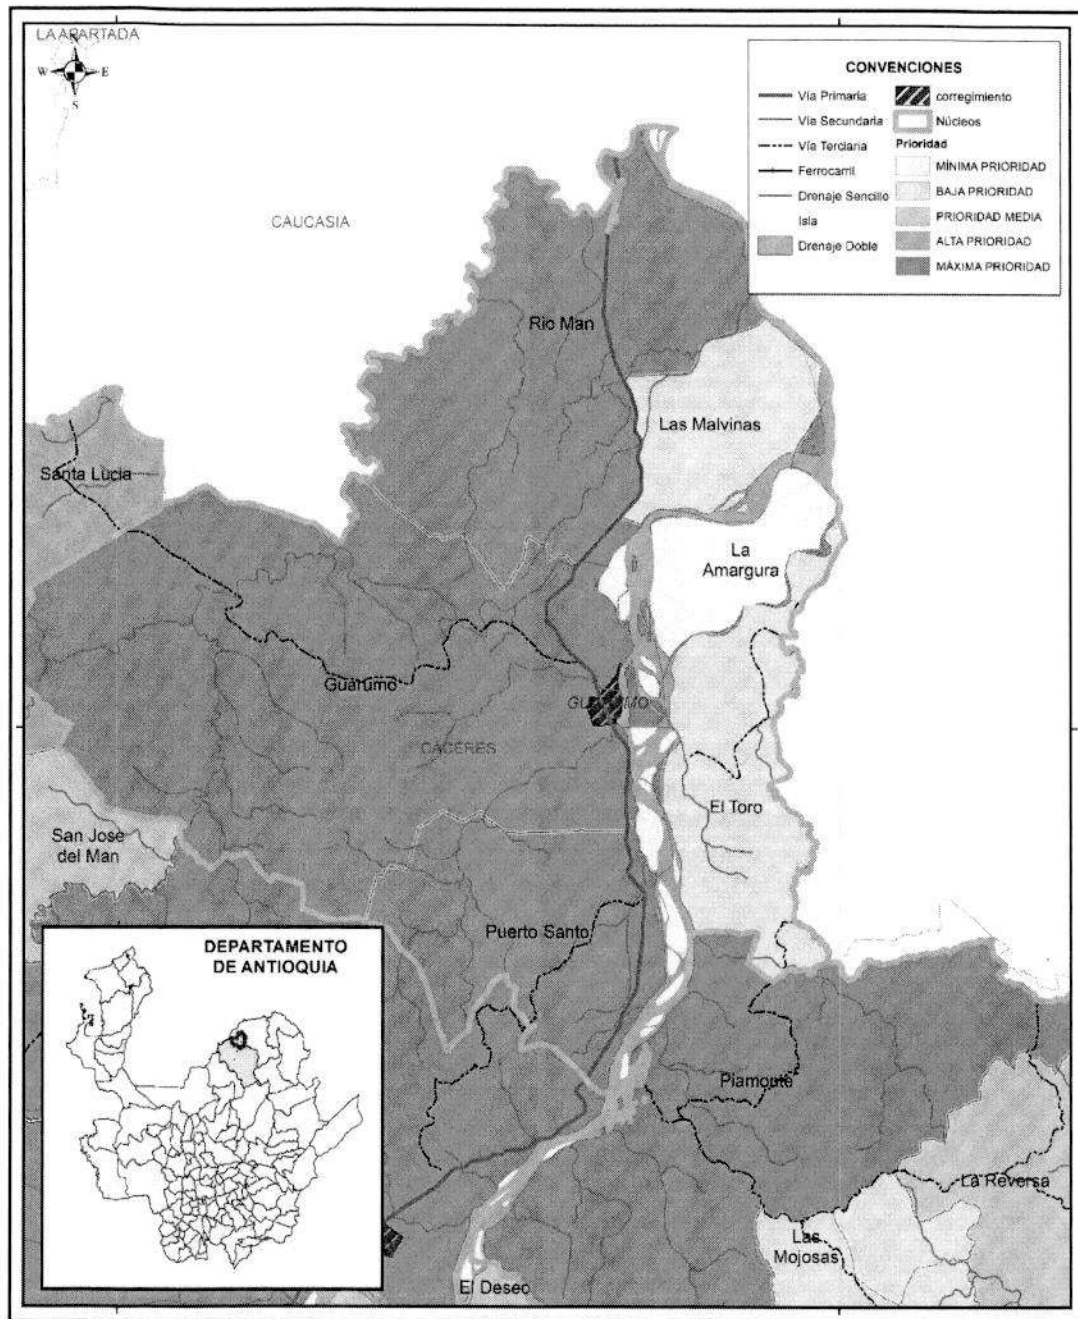 LA APARTADA
N
W E
S
CONVENCIONES
Vía Primaria
Vía Secundaria
Vía Terciaria
Ferrocarril
Drenaje Sencillo
Isla
Drenaje Doble
corregimiento
Núcleos
Prioridad
MÍNIMA PRIORIDAD
BAJA PRIORIDAD
PRIORIDAD MEDIA
ALTA PRIORIDAD
MÁXIMA PRIORIDAD
CAUCASIA
Rio Man
Las Malvinas
Santa Lucia
La
Amargura
Guarumo
GUARUMO
CÁCERES
El Toro
San Jose
del Man
Puerto Santo
DEPARTAMENTO
DE ANTIOQUIA
Piamonte
La Reversa
Las
Mojosas
El Deseo